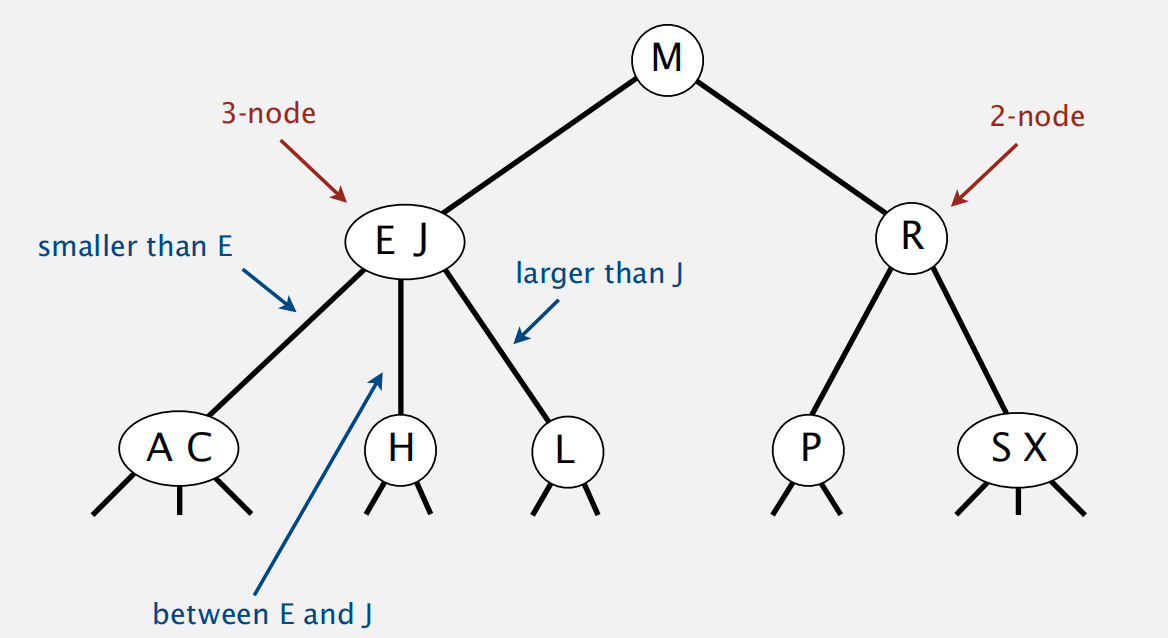 M
3-node
2-node
E J
R
smaller than E
larger than J
A C
H
L
P
S X
between E and J